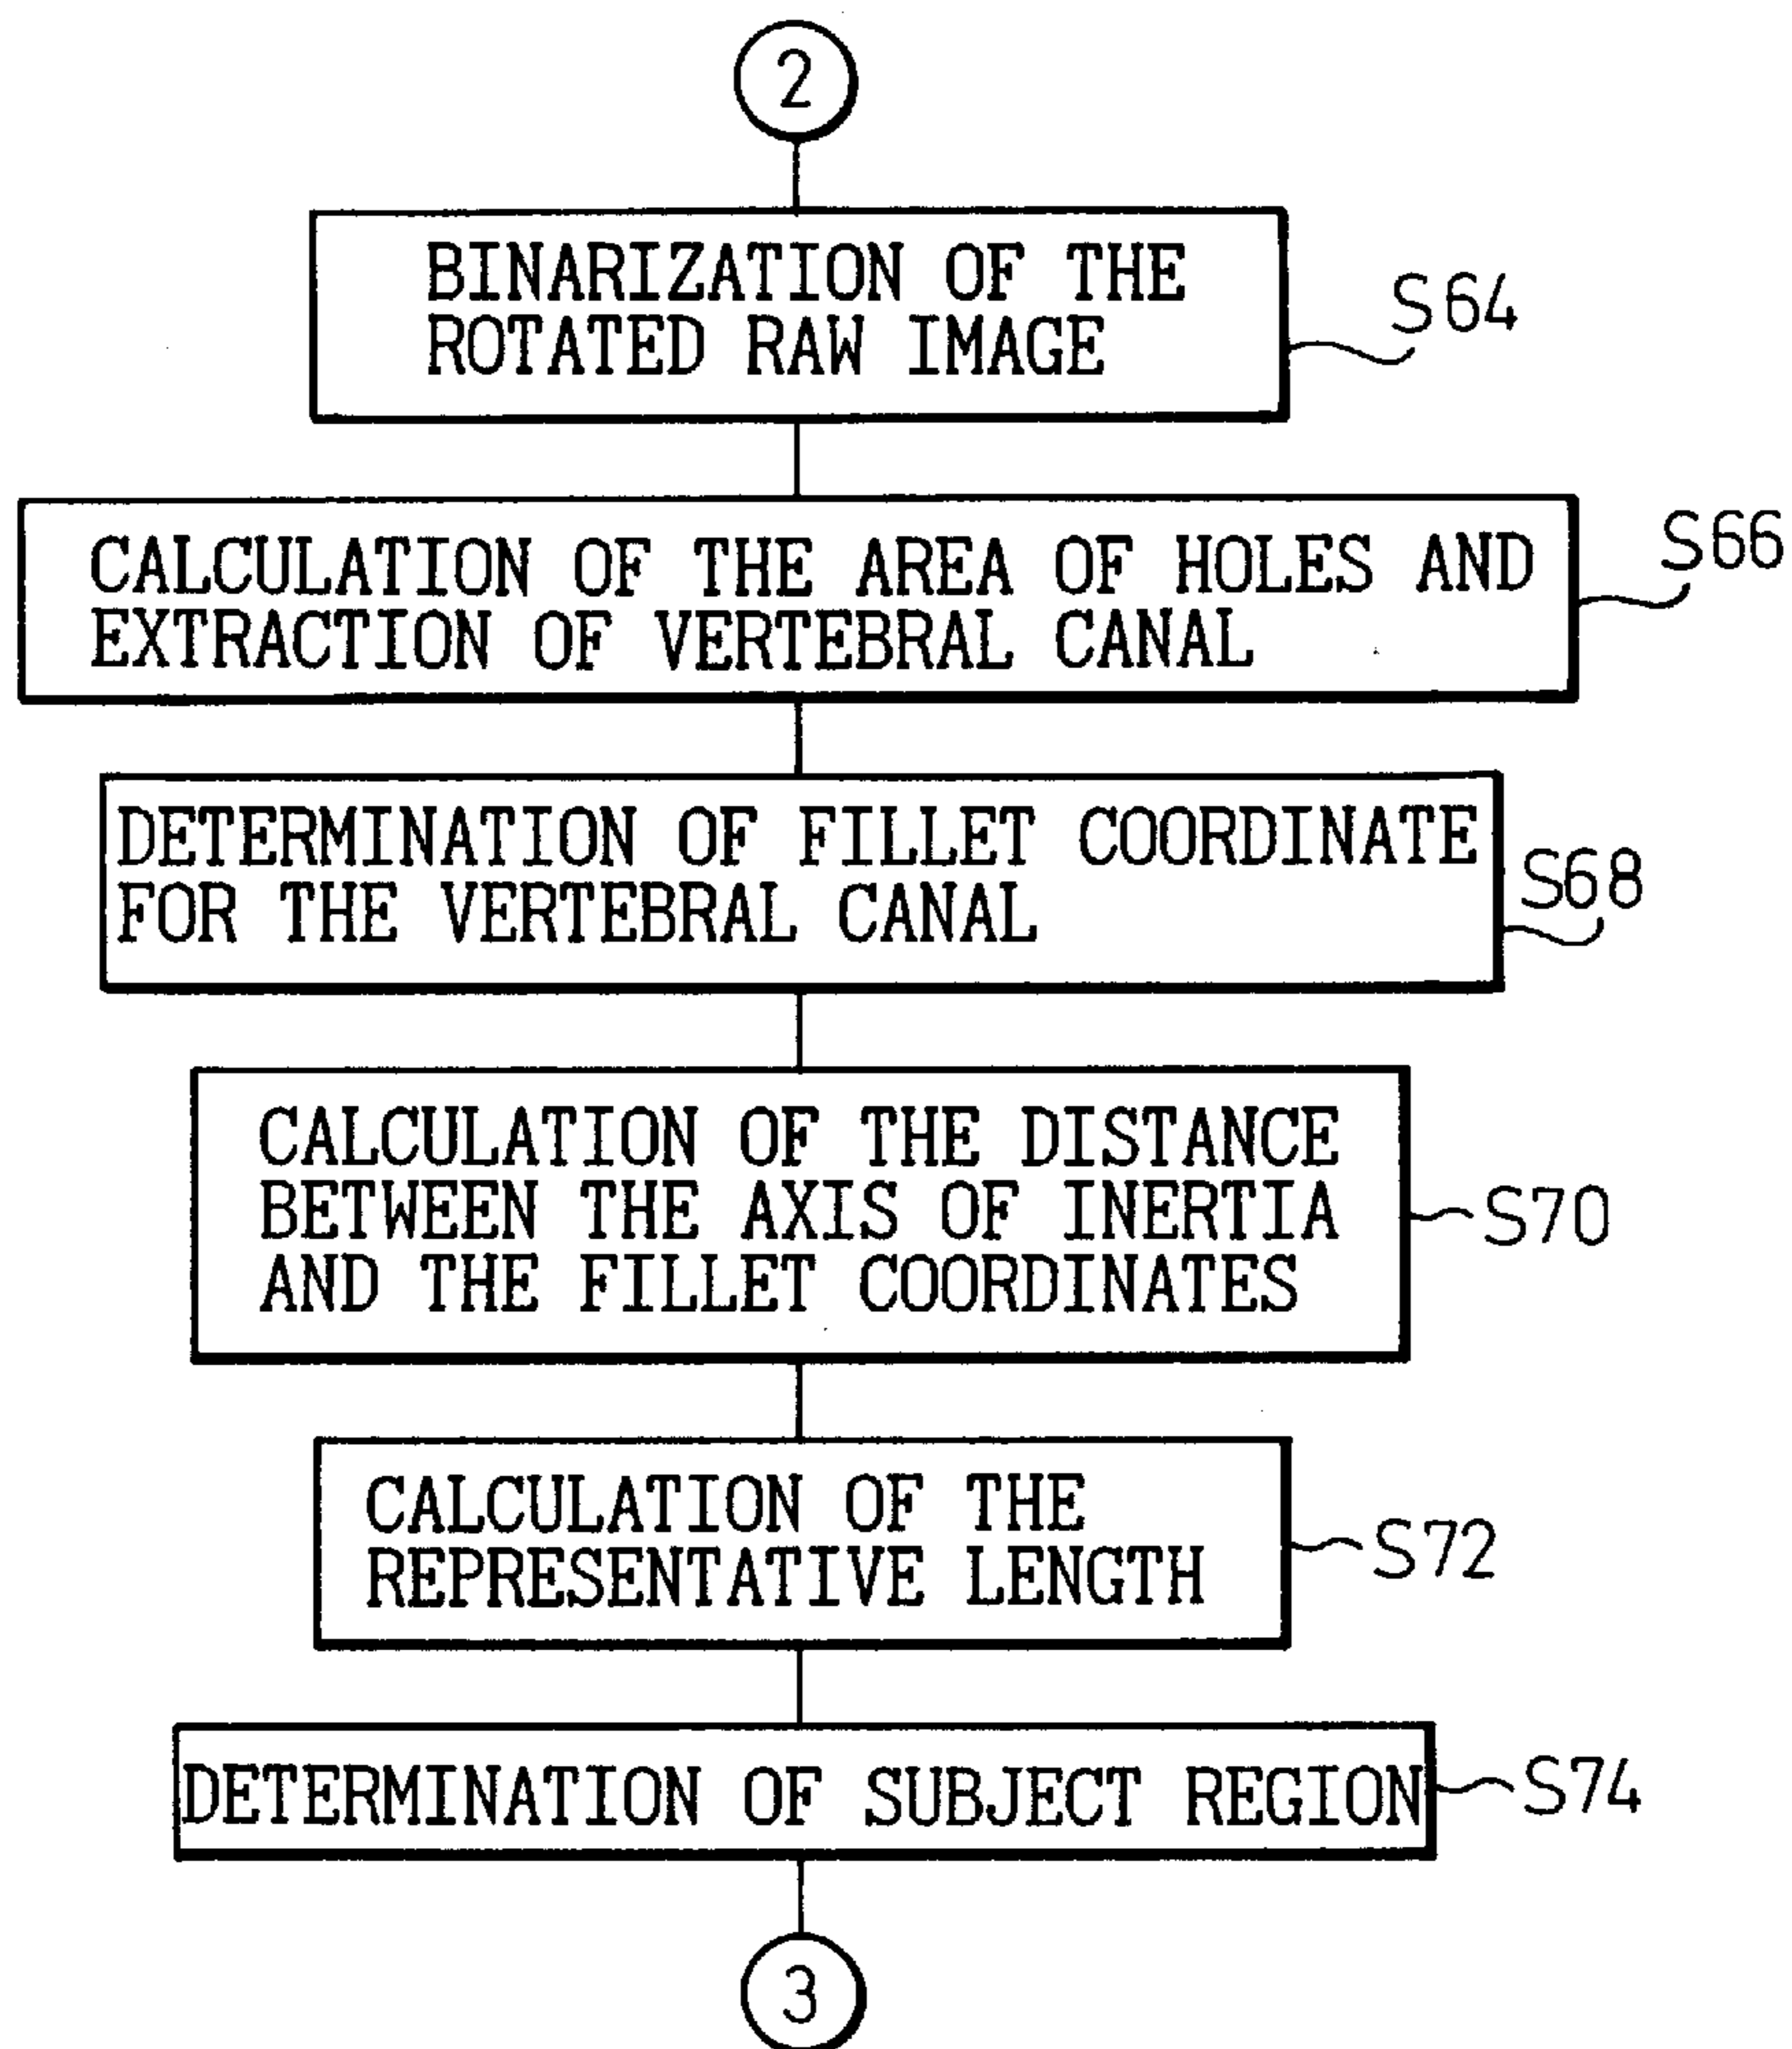 2
BINARIZATION OF THE
ROTATED RAW IMAGE
S64
CALCULATION OF THE AREA OF HOLES AND
EXTRACTION OF VERTEBRAL CANAL
S66
DETERMINATION OF FILLET COORDINATE
FOR THE VERTEBRAL CANAL
S68
CALCULATION OF THE DISTANCE
BETWEEN THE AXIS OF INERTIA
AND THE FILLET COORDINATES
S70
CALCULATION OF THE
REPRESENTATIVE LENGTH
S72
DETERMINATION OF SUBJECT REGION
S74
3